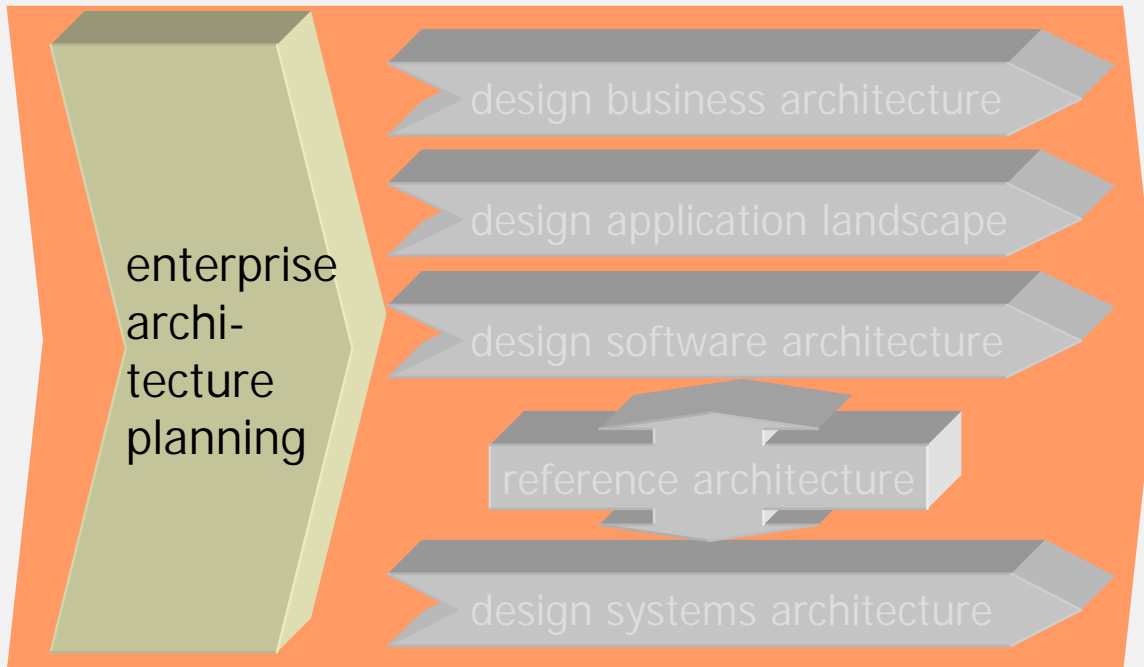 enterprise
archi-
tecture
planning
design business architecture
design application landscape
design software architecture
reference architecture
design systems architecture